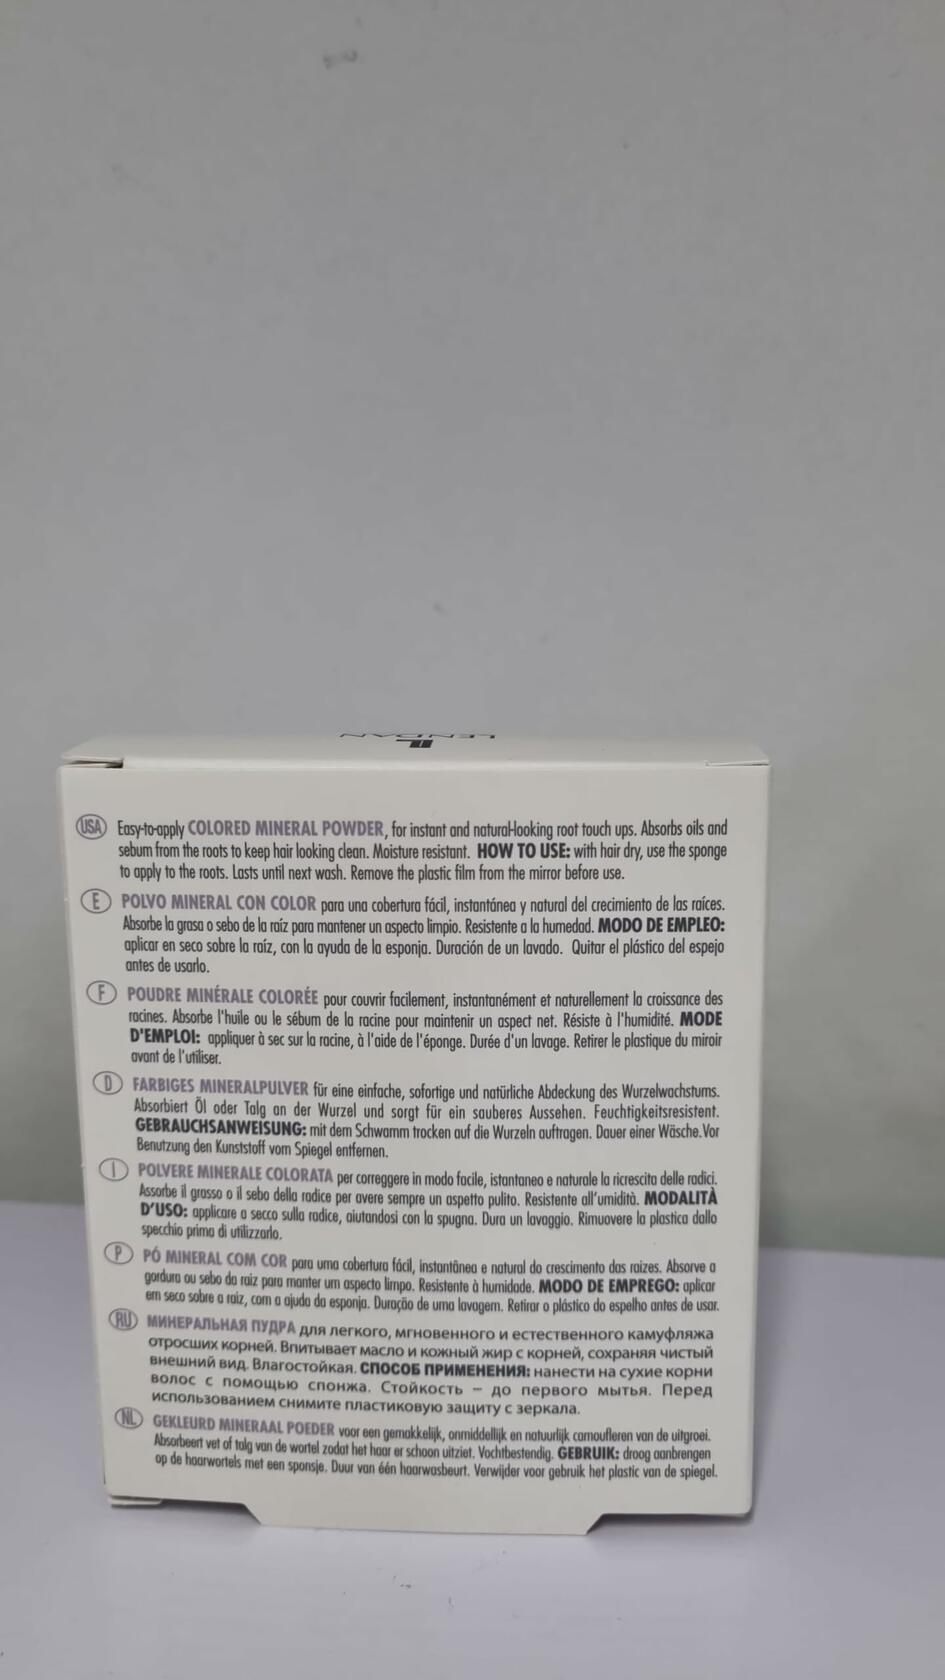 LENDAN
USA Easy-to-apply COLORED MINERAL POWDER, for instant and natural-looking root touch ups. Absorbs oils and
sebum from the roots to keep hair looking clean. Moisture resistant. HOW TO USE: with hair dry, use the sponge
to apply to the roots. Lasts until next wash. Remove the plastic film from the mirror before use.
E POLVO MINERAL CON COLOR para una cobertura fácil, instantánea y natural del crecimiento de las raíces.
Absorbe la grasa o sebo de la raíz para mantener un aspecto limpio. Resistente a la humedad. MODO DE EMPLEO:
aplicar en seco sobre la raíz, con la ayuda de la esponja. Duración de un lavado. Quitar el plástico del espejo
antes de usarlo.
F POUDRE MINÉRALE COLORÉE pour couvrir facilement, instantanément et naturellement la croissance des
racines. Absorbe l'huile ou le sébum de la racine pour maintenir un aspect net. Résiste à l'humidité. MODE
D'EMPLOI: appliquer à sec sur la racine, à l'aide de l'éponge. Durée d'un lavage. Retirer le plastique du miroir
avant de l'utiliser.
D FARBIGES MINERALPULVER für eine einfache, sofortige und natürliche Abdeckung des Wurzelwachstums.
Absorbiert Öl oder Talg an der Wurzel und sorgt für ein sauberes Aussehen. Feuchtigkeitsresistent.
GEBRAUCHSANWEISUNG: mit dem Schwamm trocken auf die Wurzeln auftragen. Dauer einer Wäsche. Vor
Benutzung den Kunststoff vom Spiegel entfernen.
I POLVERE MINERALE COLORATA per correggere in modo facile, istantaneo e naturale la ricrescita delle radici.
Assorbe il grasso o il sebo della radice per avere sempre un aspetto pulito. Resistente all'umidità. MODALITÀ
D'USO: applicare a secco sulla radice, aiutandosi con la spugna. Dura un lavaggio. Rimuovere la plastica dallo
specchio prima di utilizzarlo.
P PÓ MINERAL COM COR para uma cobertura fácil, instantânea e natural do crescimento das raizes. Absorve a
gordura ou sebo da raiz para manter um aspecto limpo. Resistente à humidade. MODO DE EMPREGO: aplicar
em seco sobre a raiz, com a ajuda da esponja. Duração de uma lavagem. Retirar o plástico do espelho antes de usar.
RU МИНЕРАЛЬНАЯ ПУДРА для легкого, мгновенного и естественного камуфляжа
отросших корней. Впитывает масло и кожный жир с корней, сохраняя чистый
внешний вид. Влагостойкая. СПОСОБ ПРИМЕНЕНИЯ: нанести на сухие корни
волос с помощью спонжа. Стойкость – до первого мытья. Перед
использованием снимите пластиковую защиту с зеркала.
NL GEKLEURD MINERAAL POEDER voor een gemakkelijk, onmiddellijk en natuurlijk camoufleren van de uitgroei.
Absorbeert vet of talg van de wortel zodat het haar er schoon uitziet. Vochtbestendig. GEBRUIK: droog aanbrengen
op de haarwortels met een sponsje. Duur van één haarwasbeurt. Verwijder voor gebruik het plastic van de spiegel.